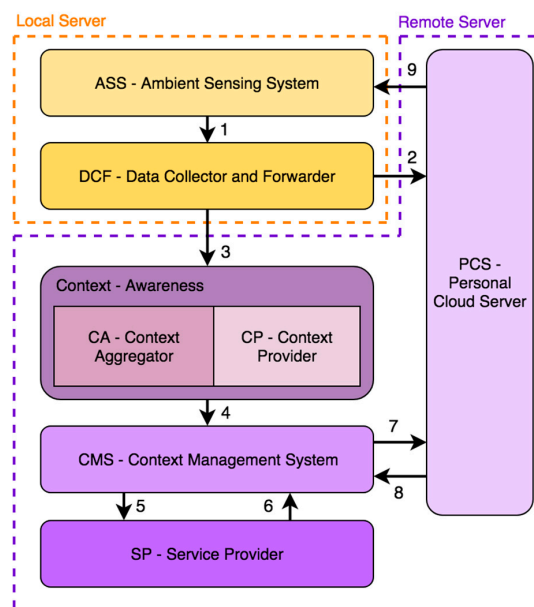 Local Server
Remote Server
ASS - Ambient Sensing System
9
1
DCF - Data Collector and Forwarder
2
3
Context - Awareness
CA - Context
Aggregator
CP - Context
Provider
PCS -
Personal
Cloud Server
4
CMS - Context Management System
7
8
5
6
SP - Service Provider